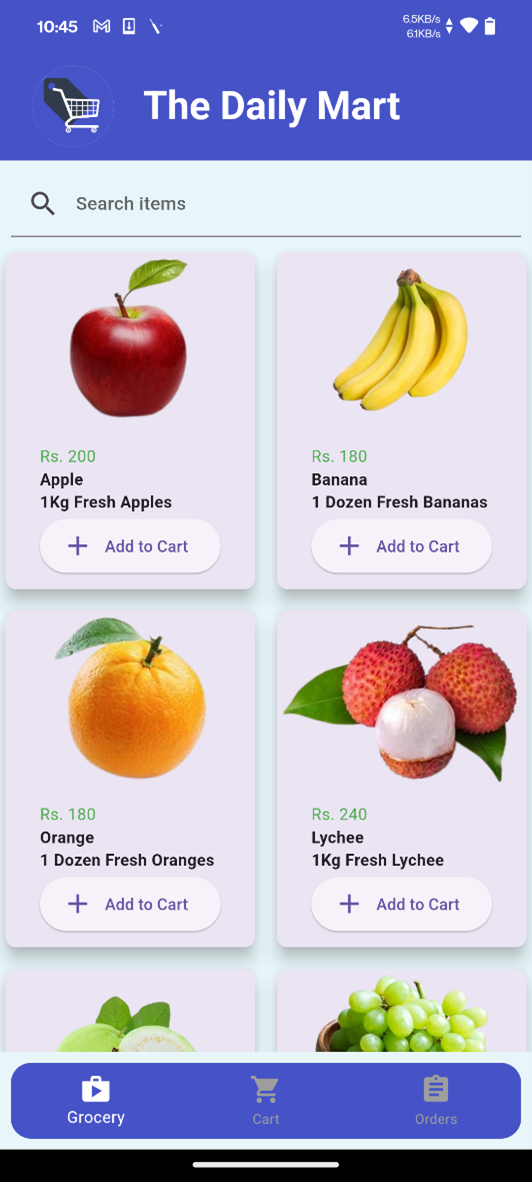 10:45
6.5KB/s
6.1KB/s
The Daily Mart
Search items
Rs. 200
Apple
1Kg Fresh Apples
Add to Cart
Rs. 180
Banana
1 Dozen Fresh Bananas
Add to Cart
Rs. 180
Orange
1 Dozen Fresh Oranges
Add to Cart
Rs. 240
Lychee
1Kg Fresh Lychee
Add to Cart
Grocery
Cart
Orders